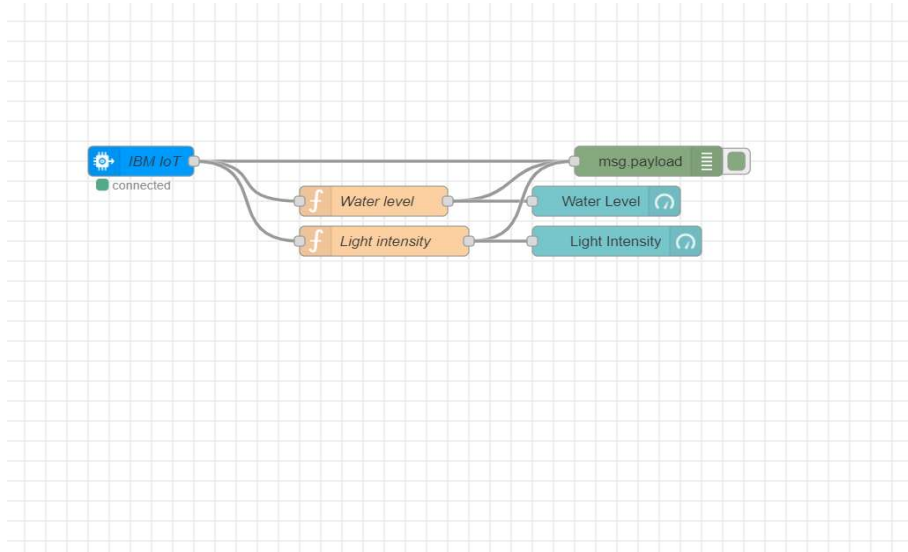 IBM IoT
msg.payload
connected
Water level
Water Level
Light intensity
Light Intensity